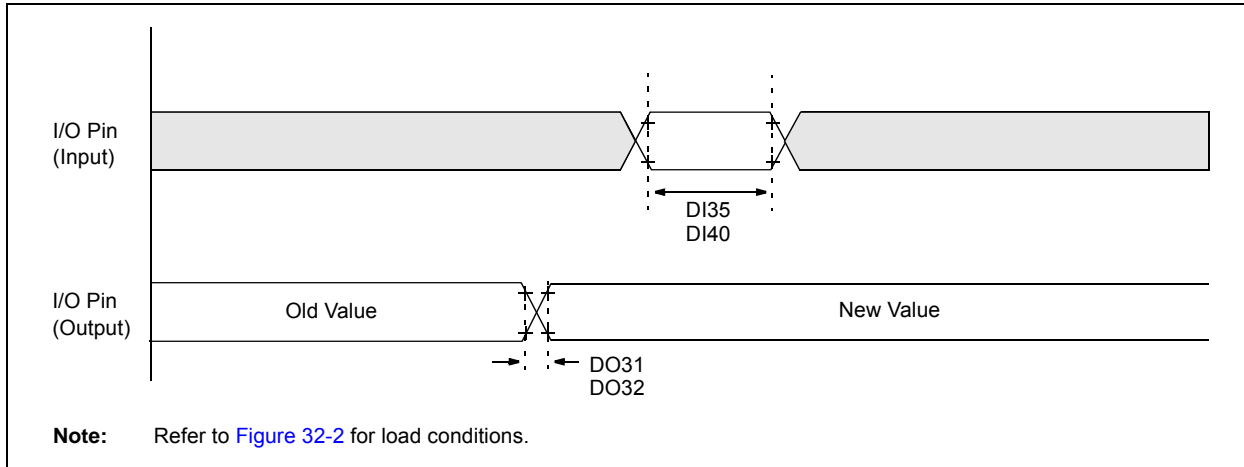 I/O Pin
(Input)
DI35
DI40
I/O Pin
(Output)
Old Value
New Value
DO31
DO32
Note: Refer to Figure 32-2 for load conditions.